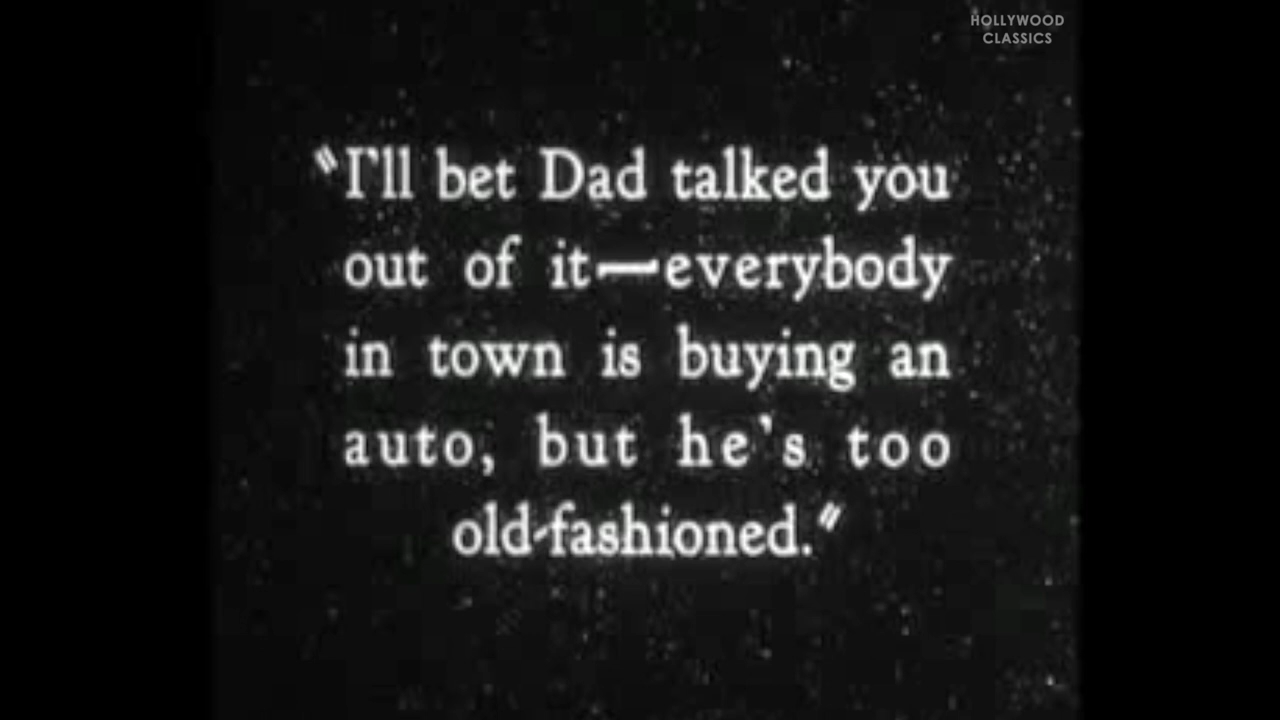 HOLLYWOOD
CLASSICS
"I'll bet Dad talked you
out of it—everybody
in town is buying an
auto, but he's too
old-fashioned."